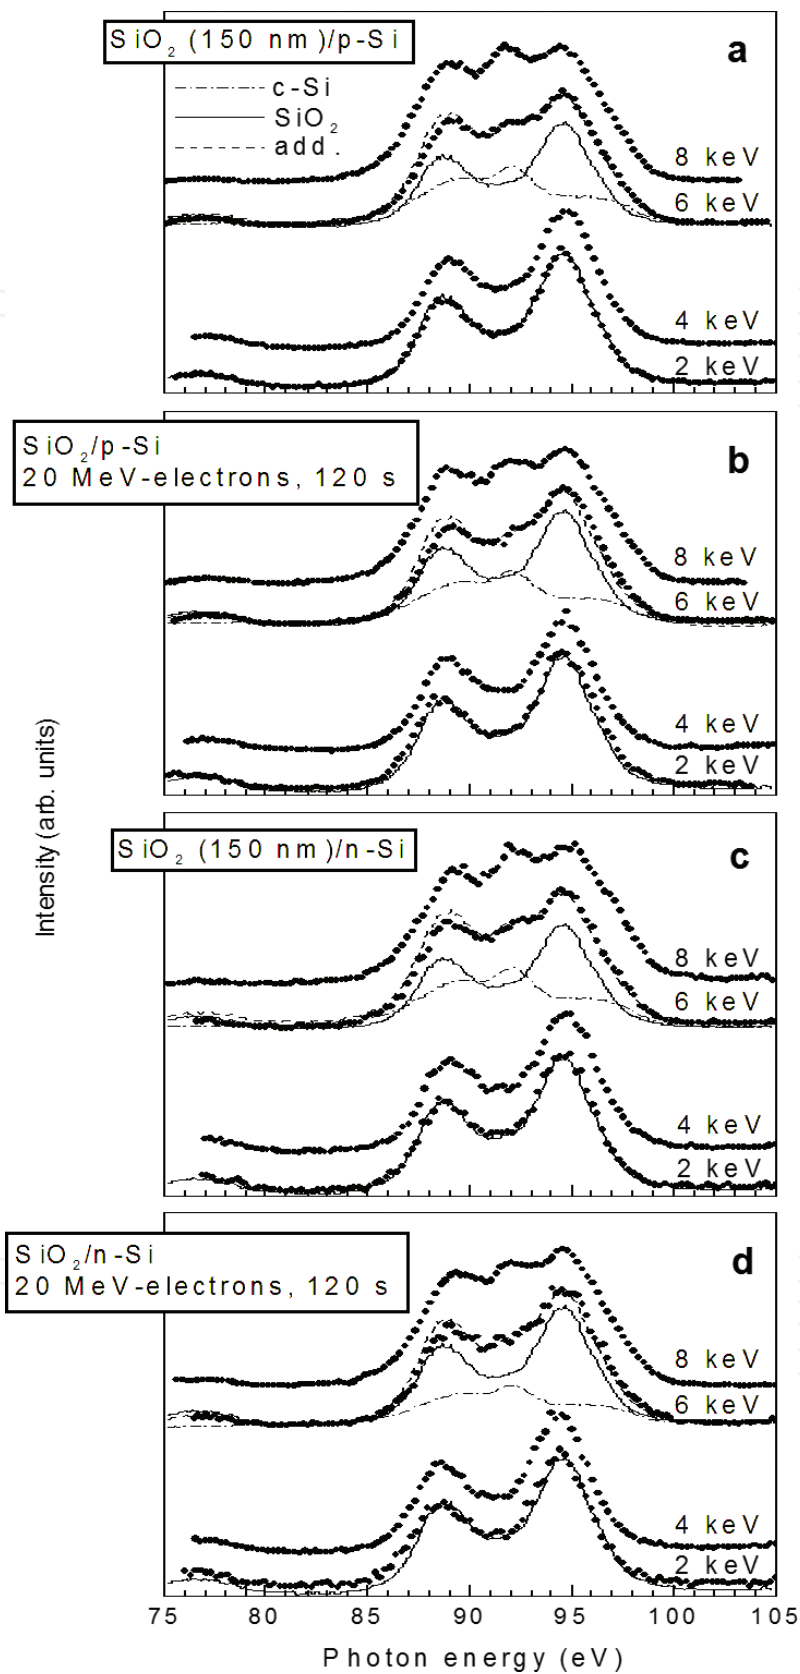 SiO₂ (150 nm)/p-Si
a
c-Si
SiO₂
add.
8 keV
6 keV
4 keV
2 keV
SiO₂/p-Si
20 MeV-electrons, 120 s
b
8 keV
6 keV
4 keV
2 keV
Intensity (arb. units)
SiO₂ (150 nm)/n-Si
c
8 keV
6 keV
4 keV
2 keV
SiO₂/n-Si
20 MeV-electrons, 120 s
d
8 keV
6 keV
4 keV
2 keV
75 80 85 90 95 100 105
Photon energy (eV)